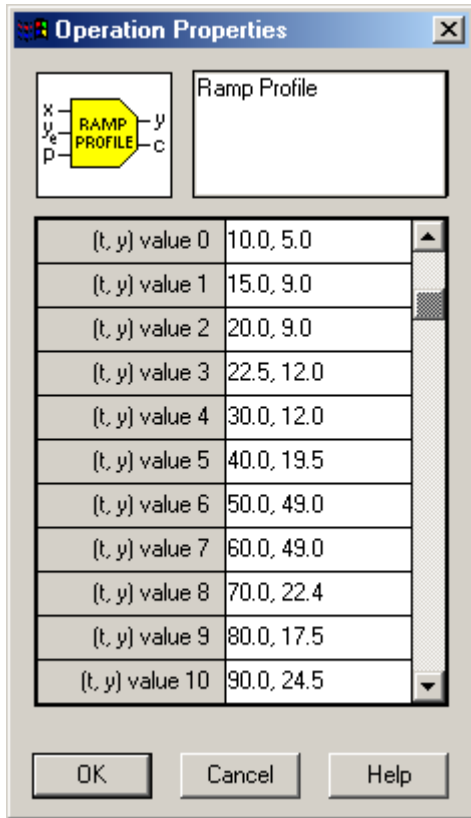 Operation Properties
x
ye
p
RAMP
PROFILE
y
c
Ramp Profile
(t, y) value 0 10.0, 5.0
(t, y) value 1 15.0, 9.0
(t, y) value 2 20.0, 9.0
(t, y) value 3 22.5, 12.0
(t, y) value 4 30.0, 12.0
(t, y) value 5 40.0, 19.5
(t, y) value 6 50.0, 49.0
(t, y) value 7 60.0, 49.0
(t, y) value 8 70.0, 22.4
(t, y) value 9 80.0, 17.5
(t, y) value 10 90.0, 24.5
OK Cancel Help